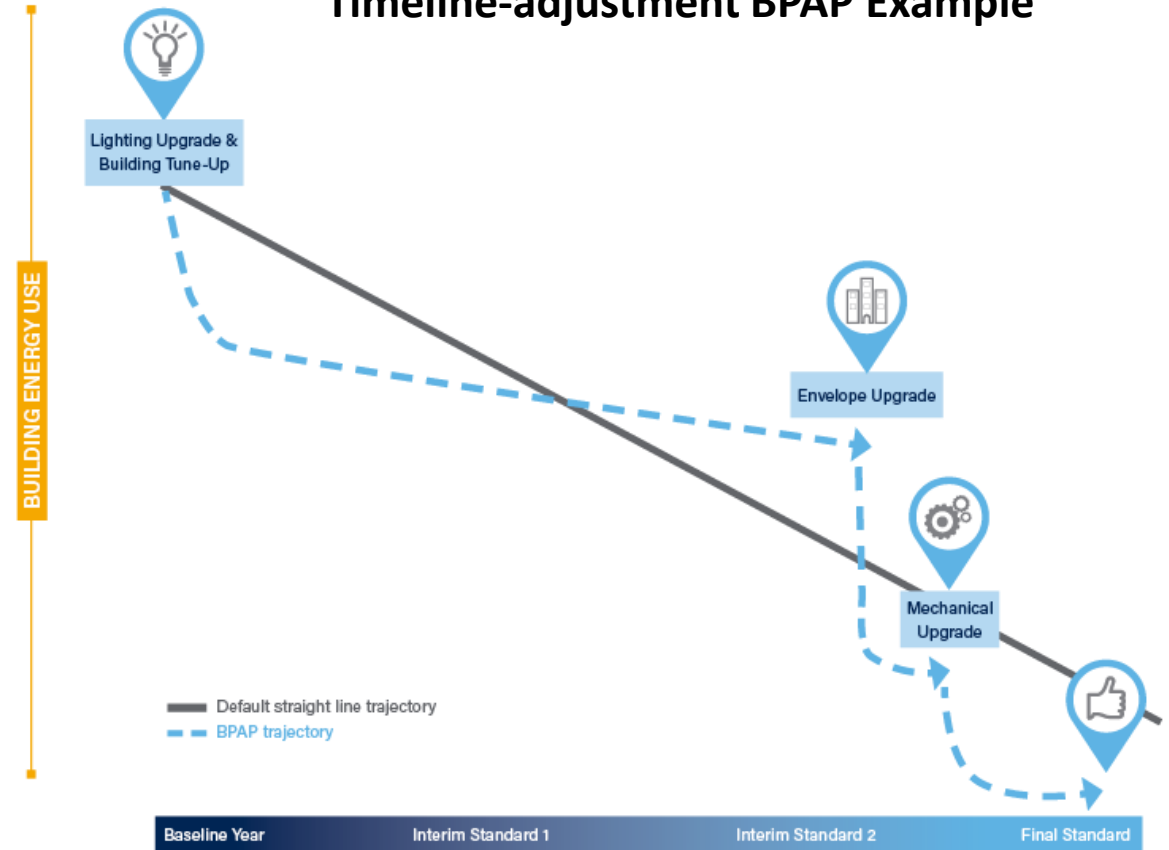 Timeline-adjustment BPAP Example
Lighting Upgrade &
Building Tune-Up
BUILDING ENERGY USE
Envelope Upgrade
Mechanical
Upgrade
Default straight line trajectory
BPAP trajectory
Baseline Year
Interim Standard 1
Interim Standard 2
Final Standard